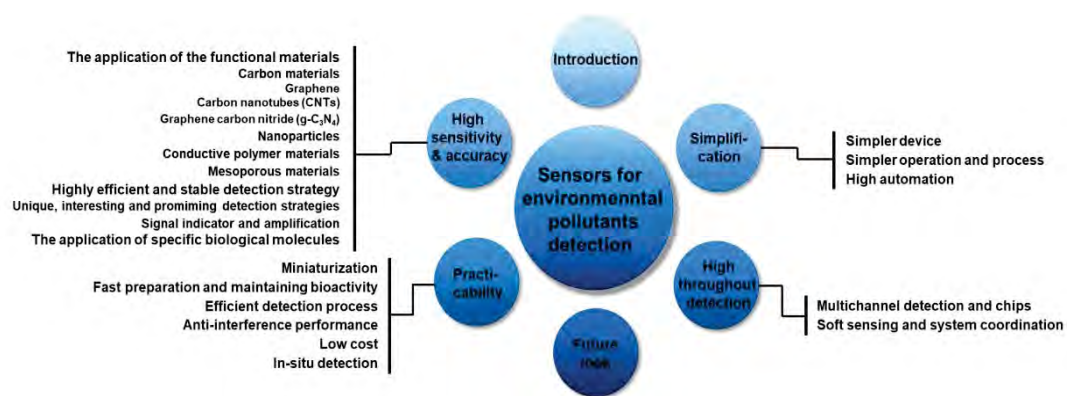 Introduction
The application of the functional materials
Carbon materials
Graphene
Carbon nanotubes (CNTs)
Graphene carbon nitride (g-C₃N₄)
Nanoparticles
Conductive polymer materials
Mesoporous materials
Highly efficient and stable detection strategy
Unique, interesting and promiming detection strategies
Signal indicator and amplification
The application of specific biological molecules
High
sensitivity
& accuracy
Simplifi-
cation
Simpler device
Simpler operation and process
High automation
Sensors for
environmenntal
pollutants
detection
Miniaturization
Fast preparation and maintaining bioactivity
Efficient detection process
Anti-interference performance
Low cost
In-situ detection
Practi-
cability
High
throughout
detection
Multichannel detection and chips
Soft sensing and system coordination
Future
look